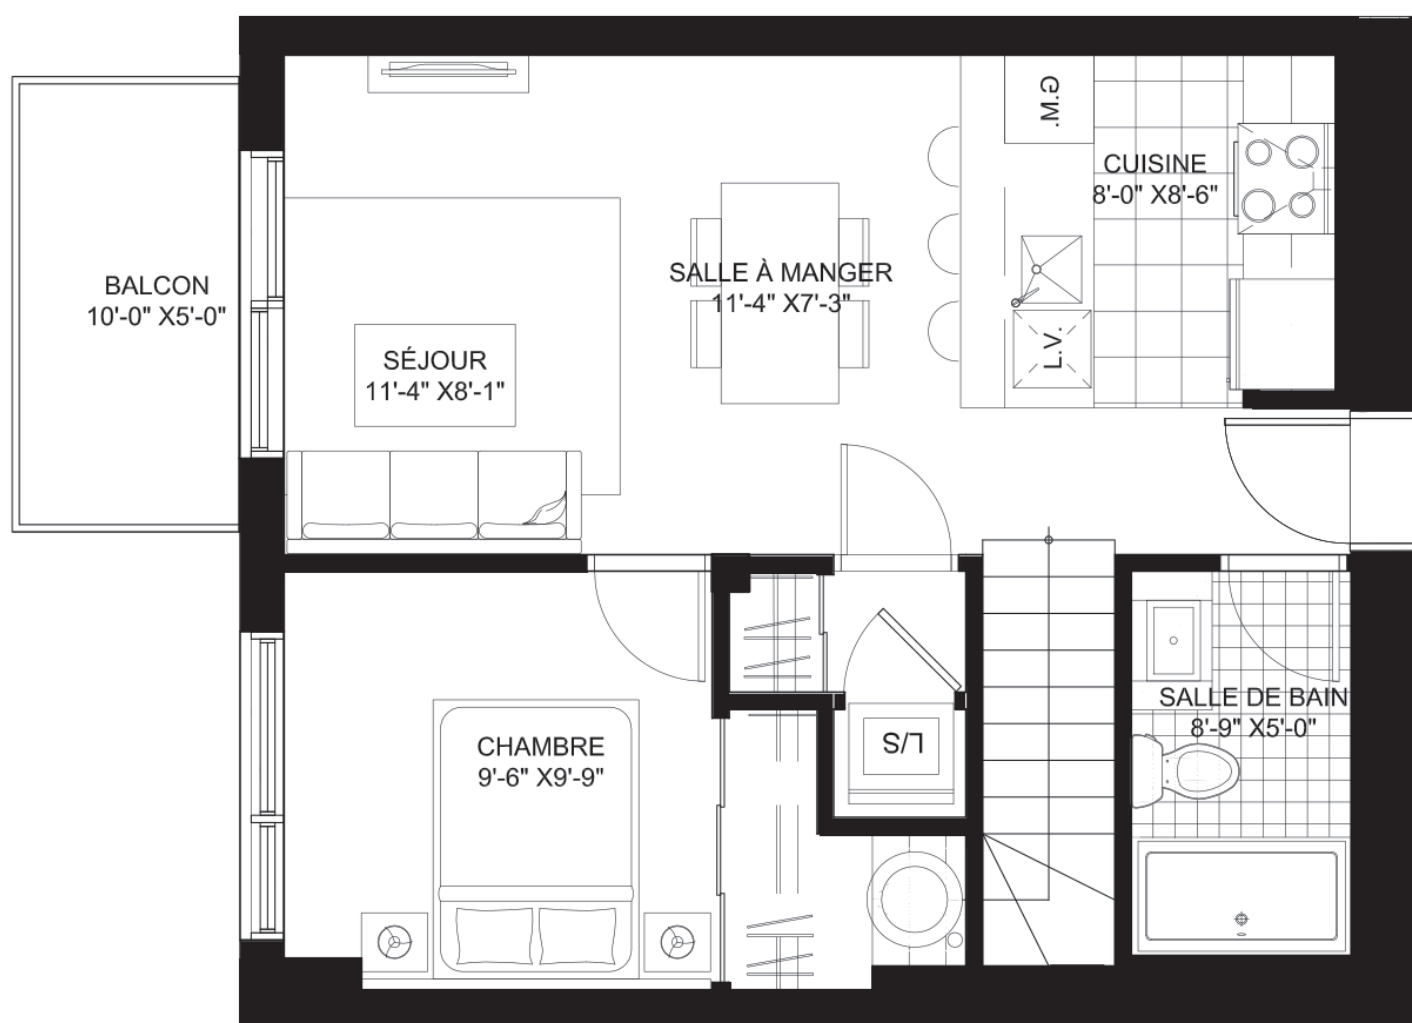 G.M.
CUISINE
8'-0" X8'-6"
SALLE À MANGER
11'-4" X7'-3"
BALCON
10'-0" X5'-0"
L.V.
SÉJOUR
11'-4" X8'-1"
SALLE DE BAIN
8'-9" X5'-0"
L/S
CHAMBRE
9'-6" X9'-9"